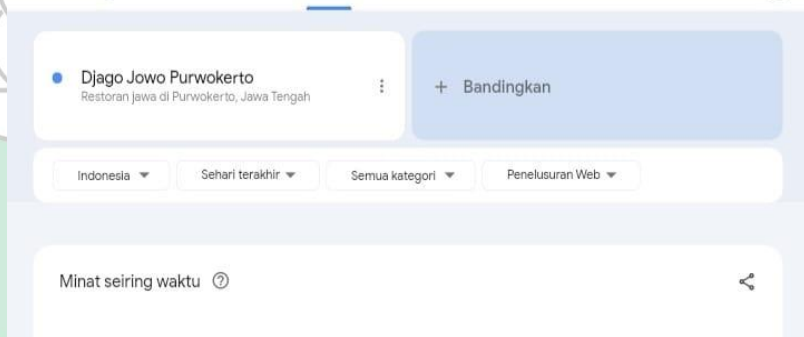 Djago Jowo Purwokerto
Restoran jawa di Purwokerto, Jawa Tengah
+ Bandingkan
Indonesia
Sehari terakhir
Semua kategori
Penelusuran Web
Minat seiring waktu